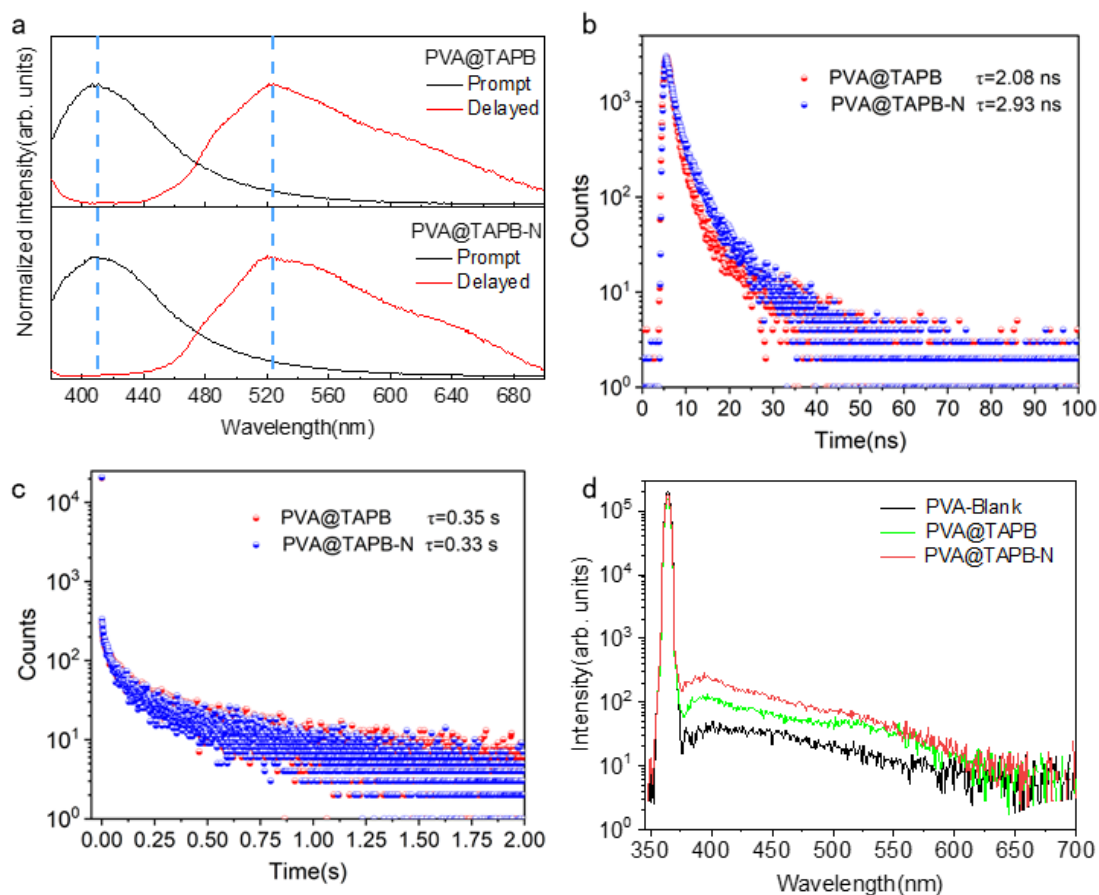 a
Normalized intensity(arb. units)
PVA@TAPB
Prompt
Delayed
PVA@TAPB-N
Prompt
Delayed
400 440 480 520 560 600 640 680
Wavelength(nm)
b
Counts
10³
10²
10¹
10⁰
PVA@TAPB τ=2.08 ns
PVA@TAPB-N τ=2.93 ns
0 10 20 30 40 50 60 70 80 90 100
Time(ns)
c
Counts
10⁴
10³
10²
10¹
10⁰
PVA@TAPB τ=0.35 s
PVA@TAPB-N τ=0.33 s
0.00 0.25 0.50 0.75 1.00 1.25 1.50 1.75 2.00
Time(s)
d
Intensity(arb. units)
10⁵
10⁴
10³
10²
10¹
10⁰
PVA-Blank
PVA@TAPB
PVA@TAPB-N
350 400 450 500 550 600 650 700
Wavelength(nm)